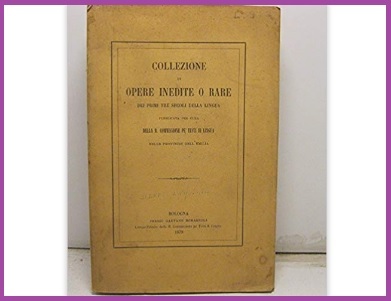 COLLEZIONE
DI
OPERE INEDITE O RARE
DEI PRIMI TRE SECOLI DELLA LINGUA
PUBBLICATA PER CURA
DELLA R. COMMISSIONE PE' TESTI DI LINGUA
NELLE PROVINCIE DELL'EMILIA
BOLOGNA
PRESSO GAETANO ROMAGNOLI